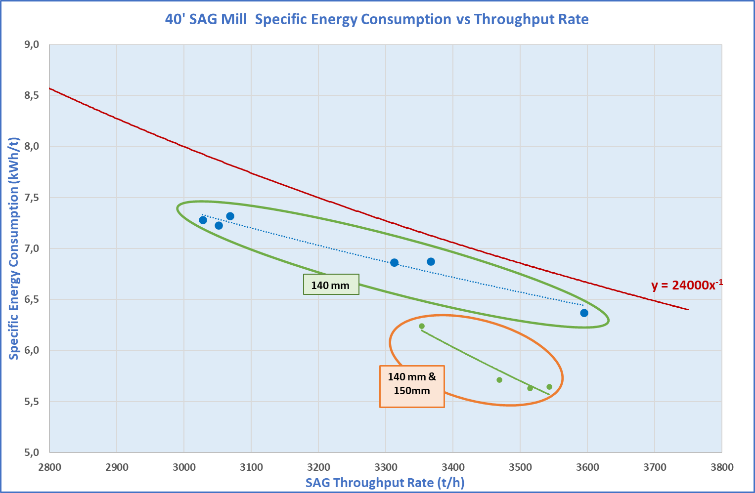 40' SAG Mill  Specific Energy Consumption vs Throughput Rate
Specific Energy Consumption (kWh/t)
9,0
8,5
8,0
7,5
7,0
6,5
6,0
5,5
5,0
140 mm
y = 24000x⁻¹
140 mm &
150mm
2800 2900 3000 3100 3200 3300 3400 3500 3600 3700 3800
SAG Throughput Rate (t/h)